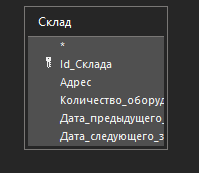 Склад
*
Id_Склада
Адрес
Количество_оборуд
Дата_предыдущего_
Дата_следующего_з